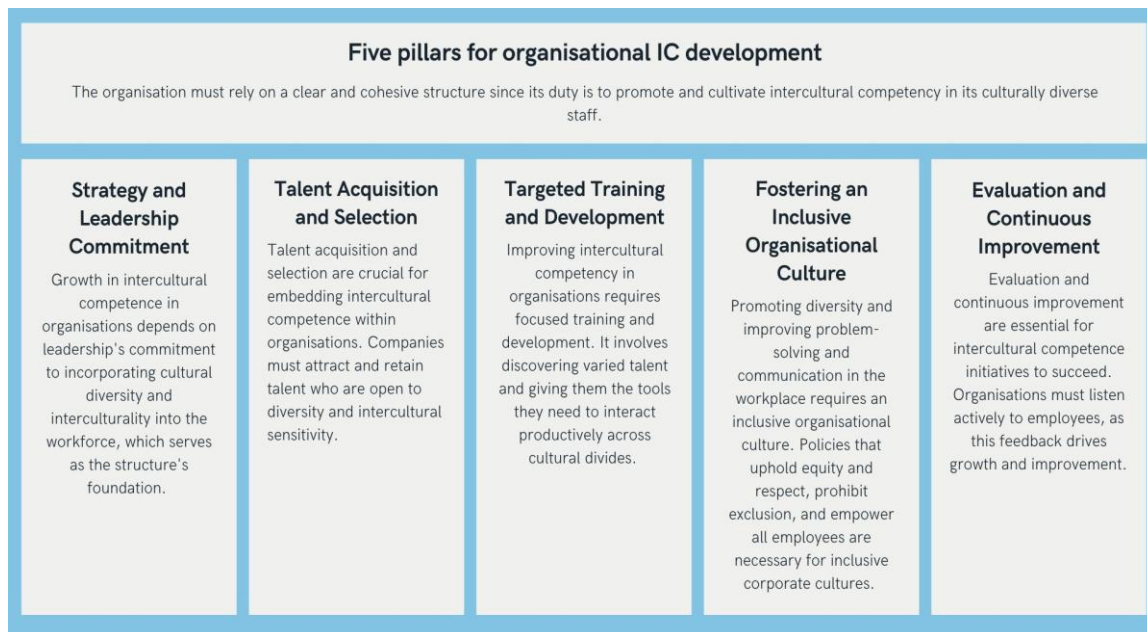 Five pillars for organisational IC development
The organisation must rely on a clear and cohesive structure since its duty is to promote and cultivate intercultural competency in its culturally diverse
staff.
Strategy and
Leadership
Commitment
Growth in intercultural
competence in
organisations depends on
leadership's commitment
to incorporating cultural
diversity and
interculturality into the
workforce, which serves
as the structure's
foundation.
Talent Acquisition
and Selection
Talent acquisition and
selection are crucial for
embedding intercultural
competence within
organisations. Companies
must attract and retain
talent who are open to
diversity and intercultural
sensitivity.
Targeted Training
and Development
Improving intercultural
competency in
organisations requires
focused training and
development. It involves
discovering varied talent
and giving them the tools
they need to interact
productively across
cultural divides.
Fostering an
Inclusive
Organisational
Culture
Promoting diversity and
improving problem-
solving and
communication in the
workplace requires an
inclusive organisational
culture. Policies that
uphold equity and
respect, prohibit
exclusion, and empower
all employees are
necessary for inclusive
corporate cultures.
Evaluation and
Continuous
Improvement
Evaluation and
continuous improvement
are essential for
intercultural competence
initiatives to succeed.
Organisations must listen
actively to employees, as
this feedback drives
growth and improvement.